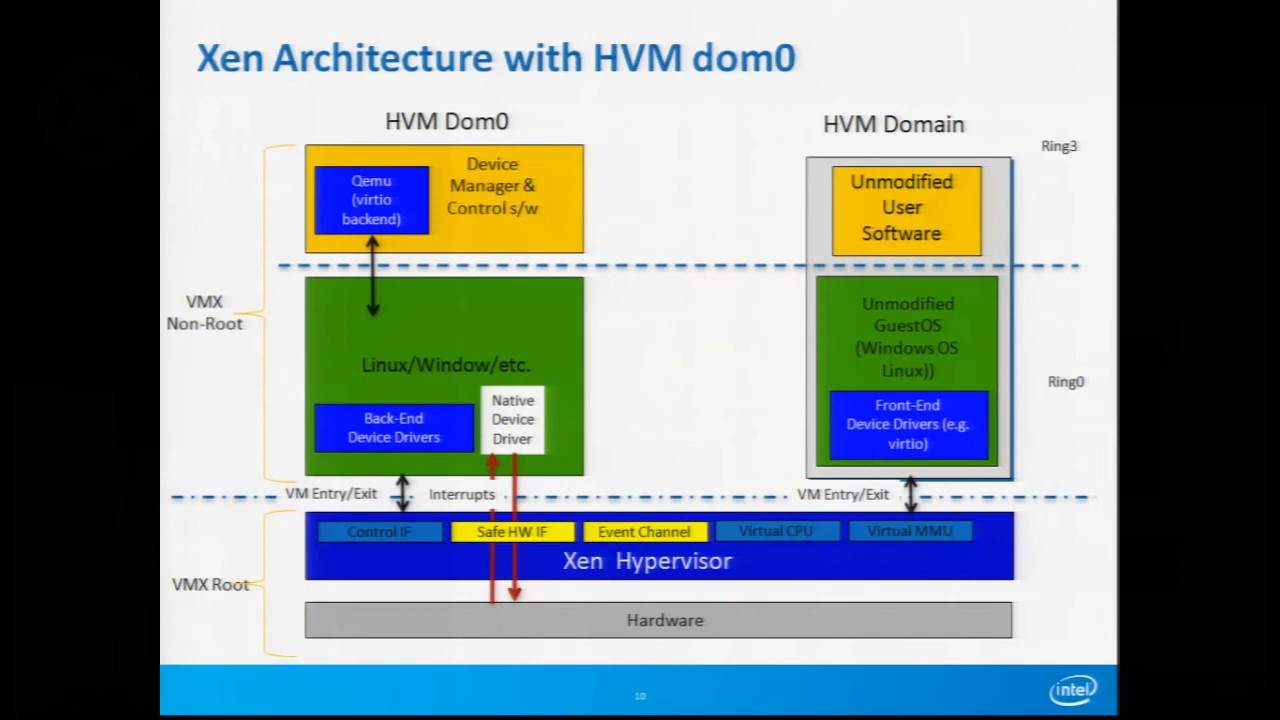 Xen Architecture with HVM dom0
HVM Dom0
HVM Domain
Ring3
Device
Manager &
Control s/w
Qemu
(virtio
backend)
Unmodified
User
Software
VMX
Non-Root
Linux/Window/etc.
Unmodified
GuestOS
(Windows OS
Linux))
Ring0
Native
Device
Driver
Back-End
Device Drivers
Front-End
Device Drivers (e.g.
virtio)
VM Entry/Exit
Interrupts
VM Entry/Exit
Control IF
Safe HW IF
Event Channel
Virtual CPU
Virtual MMU
Xen Hypervisor
VMX Root
Hardware
10
intel